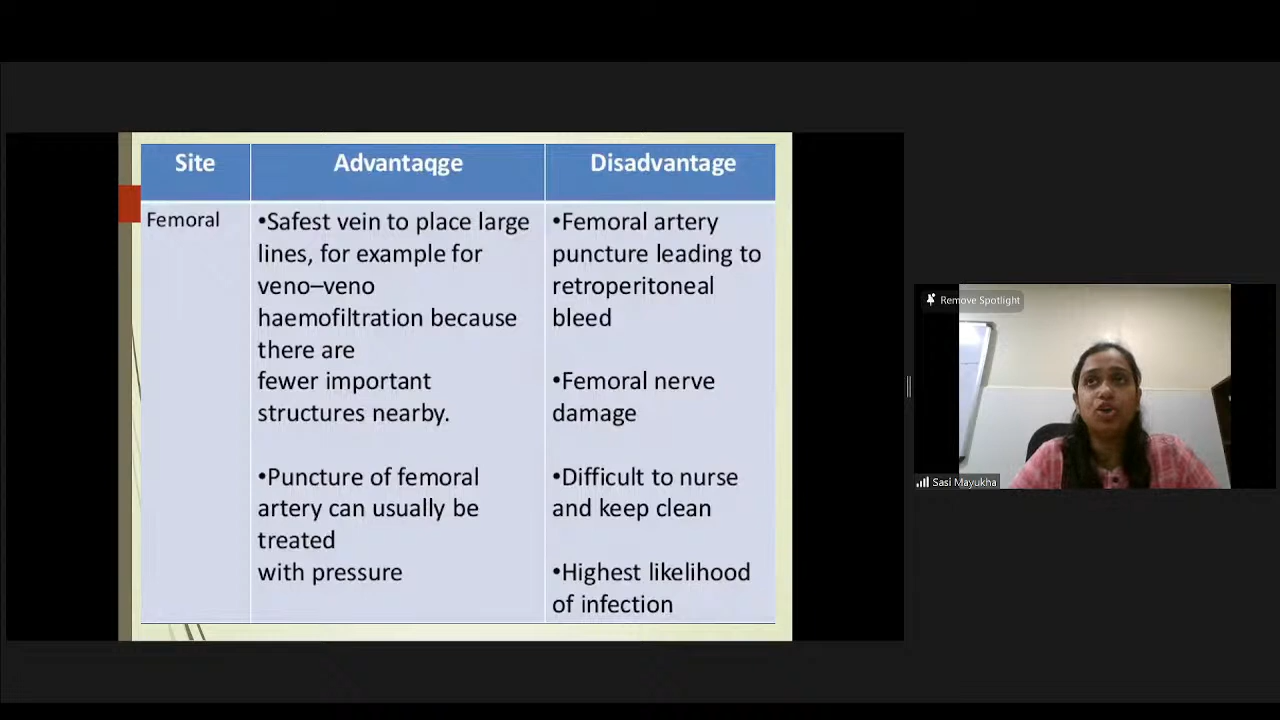 Site
Advantaqge
Disadvantage
Femoral
•Safest vein to place large
lines, for example for
veno–veno
haemofiltration because
there are
fewer important
structures nearby.
•Puncture of femoral
artery can usually be
treated
with pressure
•Femoral artery
puncture leading to
retroperitoneal
bleed
•Femoral nerve
damage
•Difficult to nurse
and keep clean
•Highest likelihood
of infection
Remove Spotlight
Sasi Mayukha